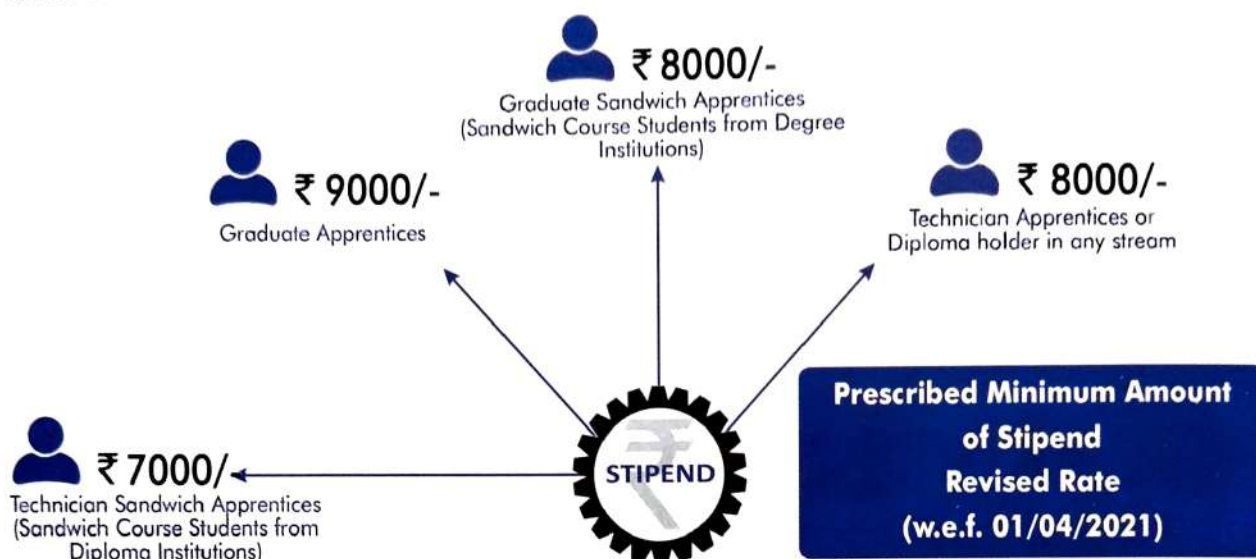 ₹ 8000/-
Graduate Sandwich Apprentices
(Sandwich Course Students from Degree
Institutions)
₹ 9000/-
Graduate Apprentices
₹ 8000/-
Technician Apprentices or
Diploma holder in any stream
₹ 7000/-
Technician Sandwich Apprentices
(Sandwich Course Students from
Diploma Institutions)
₹
STIPEND
Prescribed Minimum Amount
of Stipend
Revised Rate
(w.e.f. 01/04/2021)